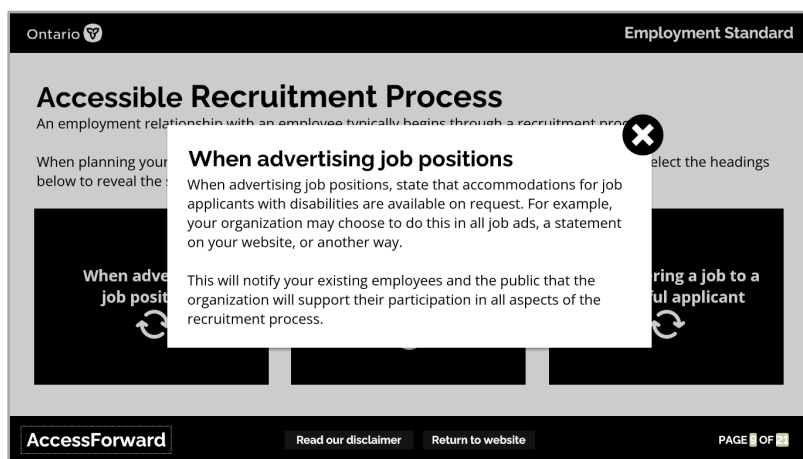 Ontario
Employment Standard
Accessible Recruitment Process
An employment relationship with an employee typically begins through a recruitment
When planning your
elect the headings
below to reveal the
When advertising job positions
When advertising job positions, state that accommodations for job
applicants with disabilities are available on request. For example,
your organization may choose to do this in all job ads, a statement
on your website, or another way.
This will notify your existing employees and the public that the
organization will support their participation in all aspects of the
recruitment process.
When adve
job posit
ring a job to a
ful applicant
AccessForward
Read our disclaimer
Return to website
PAGE 9 OF 21